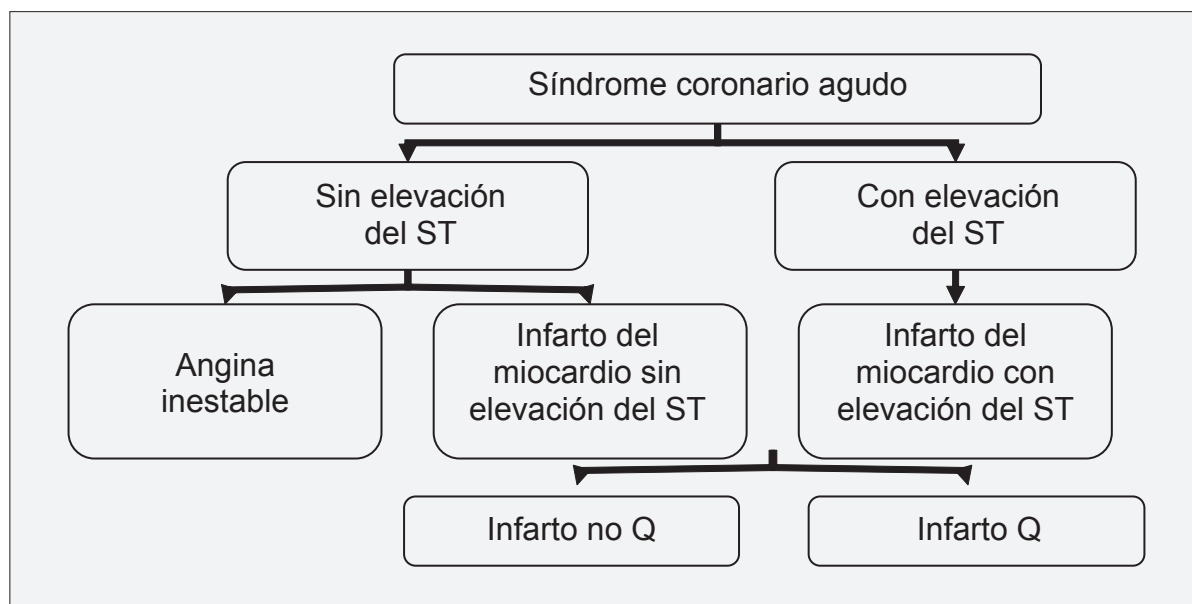 Síndrome coronario agudo
Sin elevación
del ST
Con elevación
del ST
Angina
inestable
Infarto del
miocardio sin
elevación del ST
Infarto del
miocardio con
elevación del ST
Infarto no Q
Infarto Q